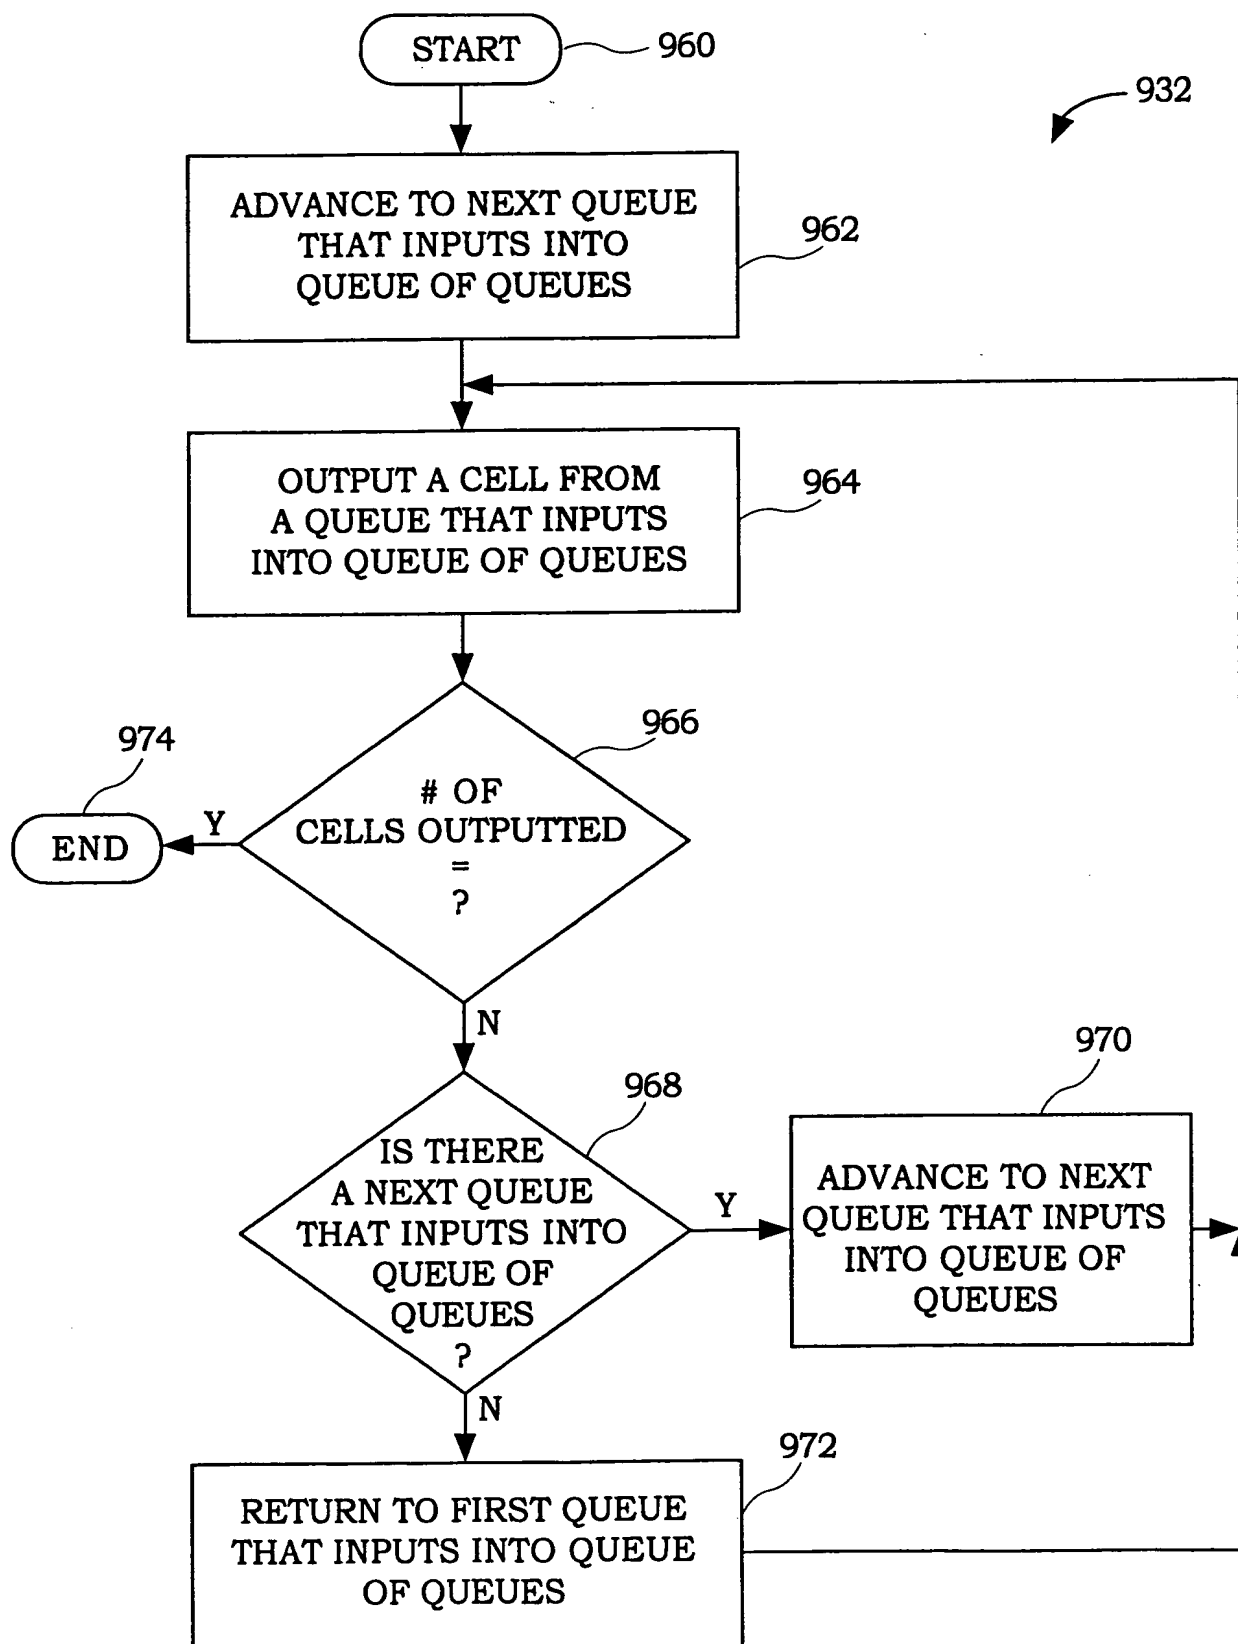 START
960
932
ADVANCE TO NEXT QUEUE
THAT INPUTS INTO
QUEUE OF QUEUES
962
OUTPUT A CELL FROM
A QUEUE THAT INPUTS
INTO QUEUE OF QUEUES
964
966
# OF
CELLS OUTPUTTED
=
?
Y
974
END
N
968
IS THERE
A NEXT QUEUE
THAT INPUTS INTO
QUEUE OF
QUEUES
?
Y
970
ADVANCE TO NEXT
QUEUE THAT INPUTS
INTO QUEUE OF
QUEUES
N
972
RETURN TO FIRST QUEUE
THAT INPUTS INTO QUEUE
OF QUEUES